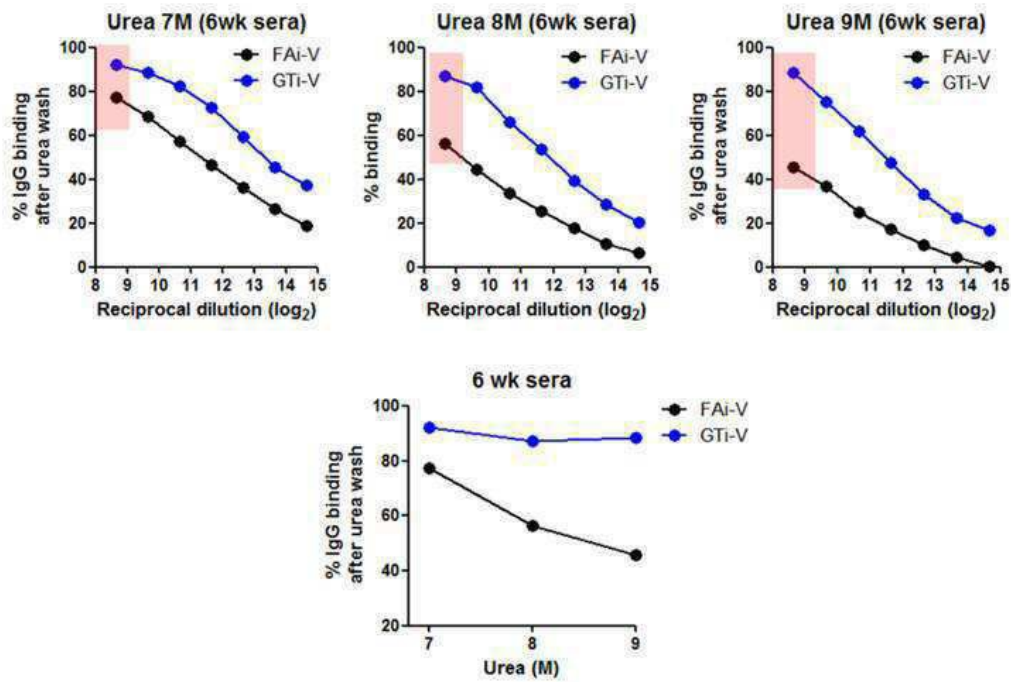 Urea 7M (6wk sera)
100
80
60
40
20
0
% IgG binding
after urea wash
FAi-V
GTi-V
8 9 10 11 12 13 14 15
Reciprocal dilution (log₂)
Urea 8M (6wk sera)
100
80
60
40
20
0
% binding
FAi-V
GTi-V
8 9 10 11 12 13 14 15
Reciprocal dilution (log₂)
Urea 9M (6wk sera)
100
80
60
40
20
0
% IgG binding
after urea wash
FAi-V
GTi-V
8 9 10 11 12 13 14 15
Reciprocal dilution (log₂)
6 wk sera
100
80
60
40
20
% IgG binding
after urea wash
FAi-V
GTi-V
7 8 9
Urea (M)